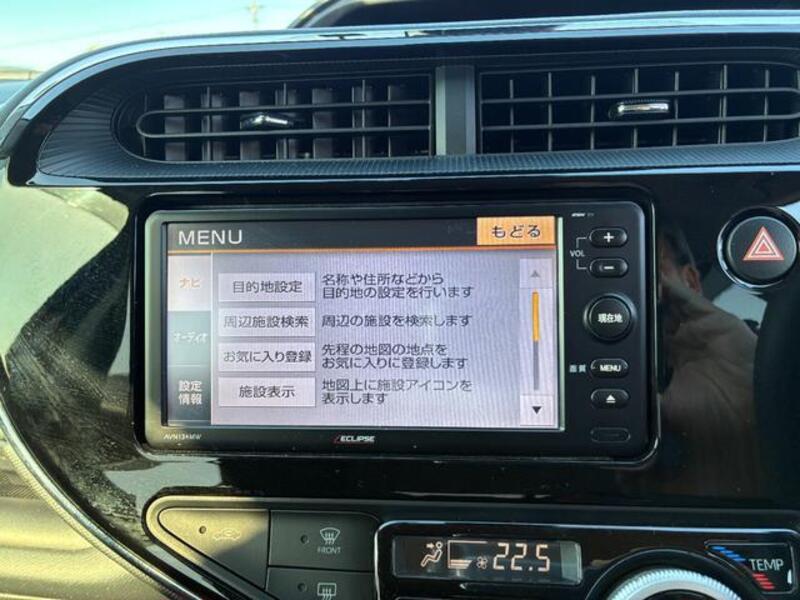 MENU
もどる
ナビ
目的地設定
名称や住所などから
目的地の設定を行います
周辺施設検索
周辺の施設を検索します
オーディオ
お気に入り登録
先程の地図の地点を
お気に入りに登録します
設定
情報
施設表示
地図上に施設アイコンを
表示します
VOL
現在地
画質
MENU
ECLIPSE
FRONT
22.5
TEMP